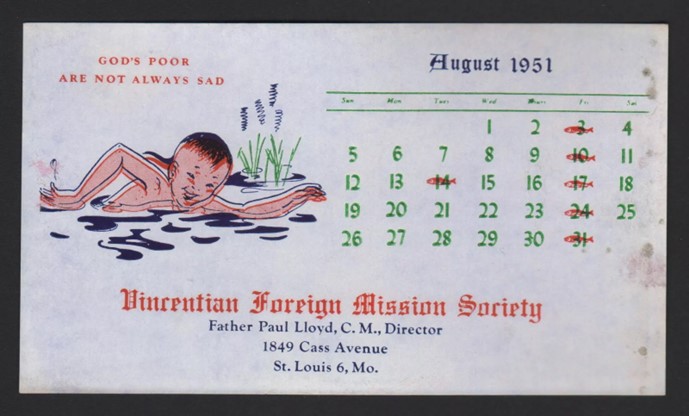 GOD'S POOR
ARE NOT ALWAYS SAD
August 1951
Sun Mon Tues Wed Thurs Fri Sat
1 2 3 4
5 6 7 8 9 10 11
12 13 14 15 16 17 18
19 20 21 22 23 24 25
26 27 28 29 30 31
Vincentian Foreign Mission Society
Father Paul Lloyd, C. M., Director
1849 Cass Avenue
St. Louis 6, Mo.